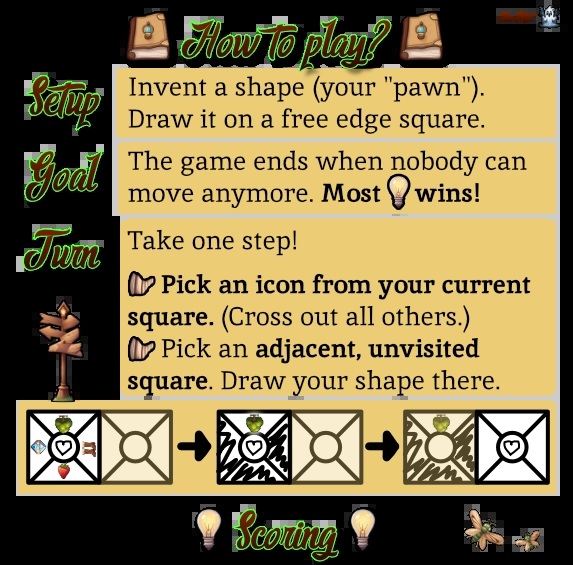 How To play?
Setup
Invent a shape (your "pawn").
Draw it on a free edge square.
Goal
The game ends when nobody can
move anymore. Most wins!
Turn
Take one step!
Pick an icon from your current
square. (Cross out all others.)
Pick an adjacent, unvisited
square. Draw your shape there.
Scoring